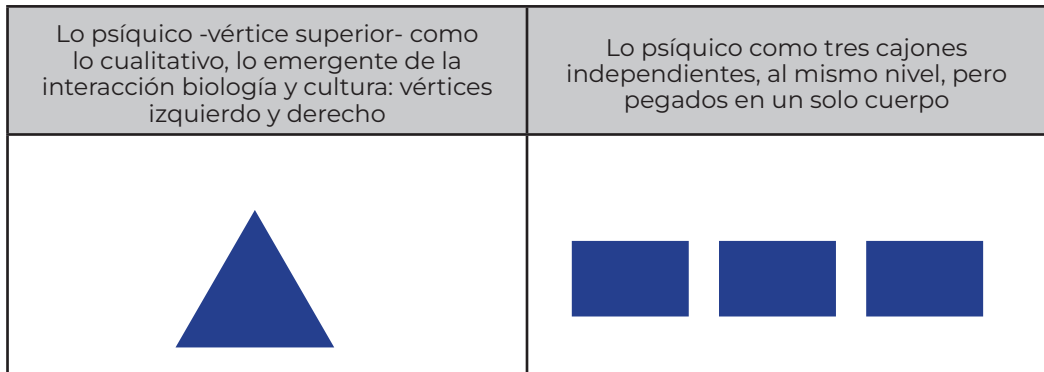 Lo psíquico -vértice superior- como
lo cualitativo, lo emergente de la
interacción biología y cultura: vértices
izquierdo y derecho
Lo psíquico como tres cajones
independientes, al mismo nivel, pero
pegados en un solo cuerpo